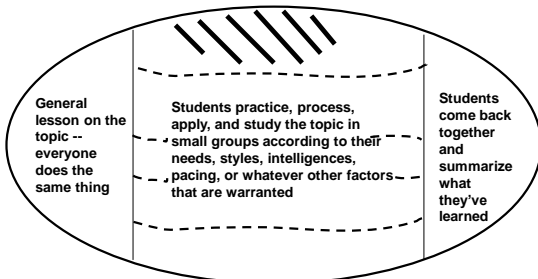 General
lesson on the
topic --
everyone
does the
same thing
Students practice, process,
apply, and study the topic in
small groups according to their
needs, styles, intelligences,
pacing, or whatever other factors
that are warranted
Students
come back
together
and
summarize
what
they've
learned